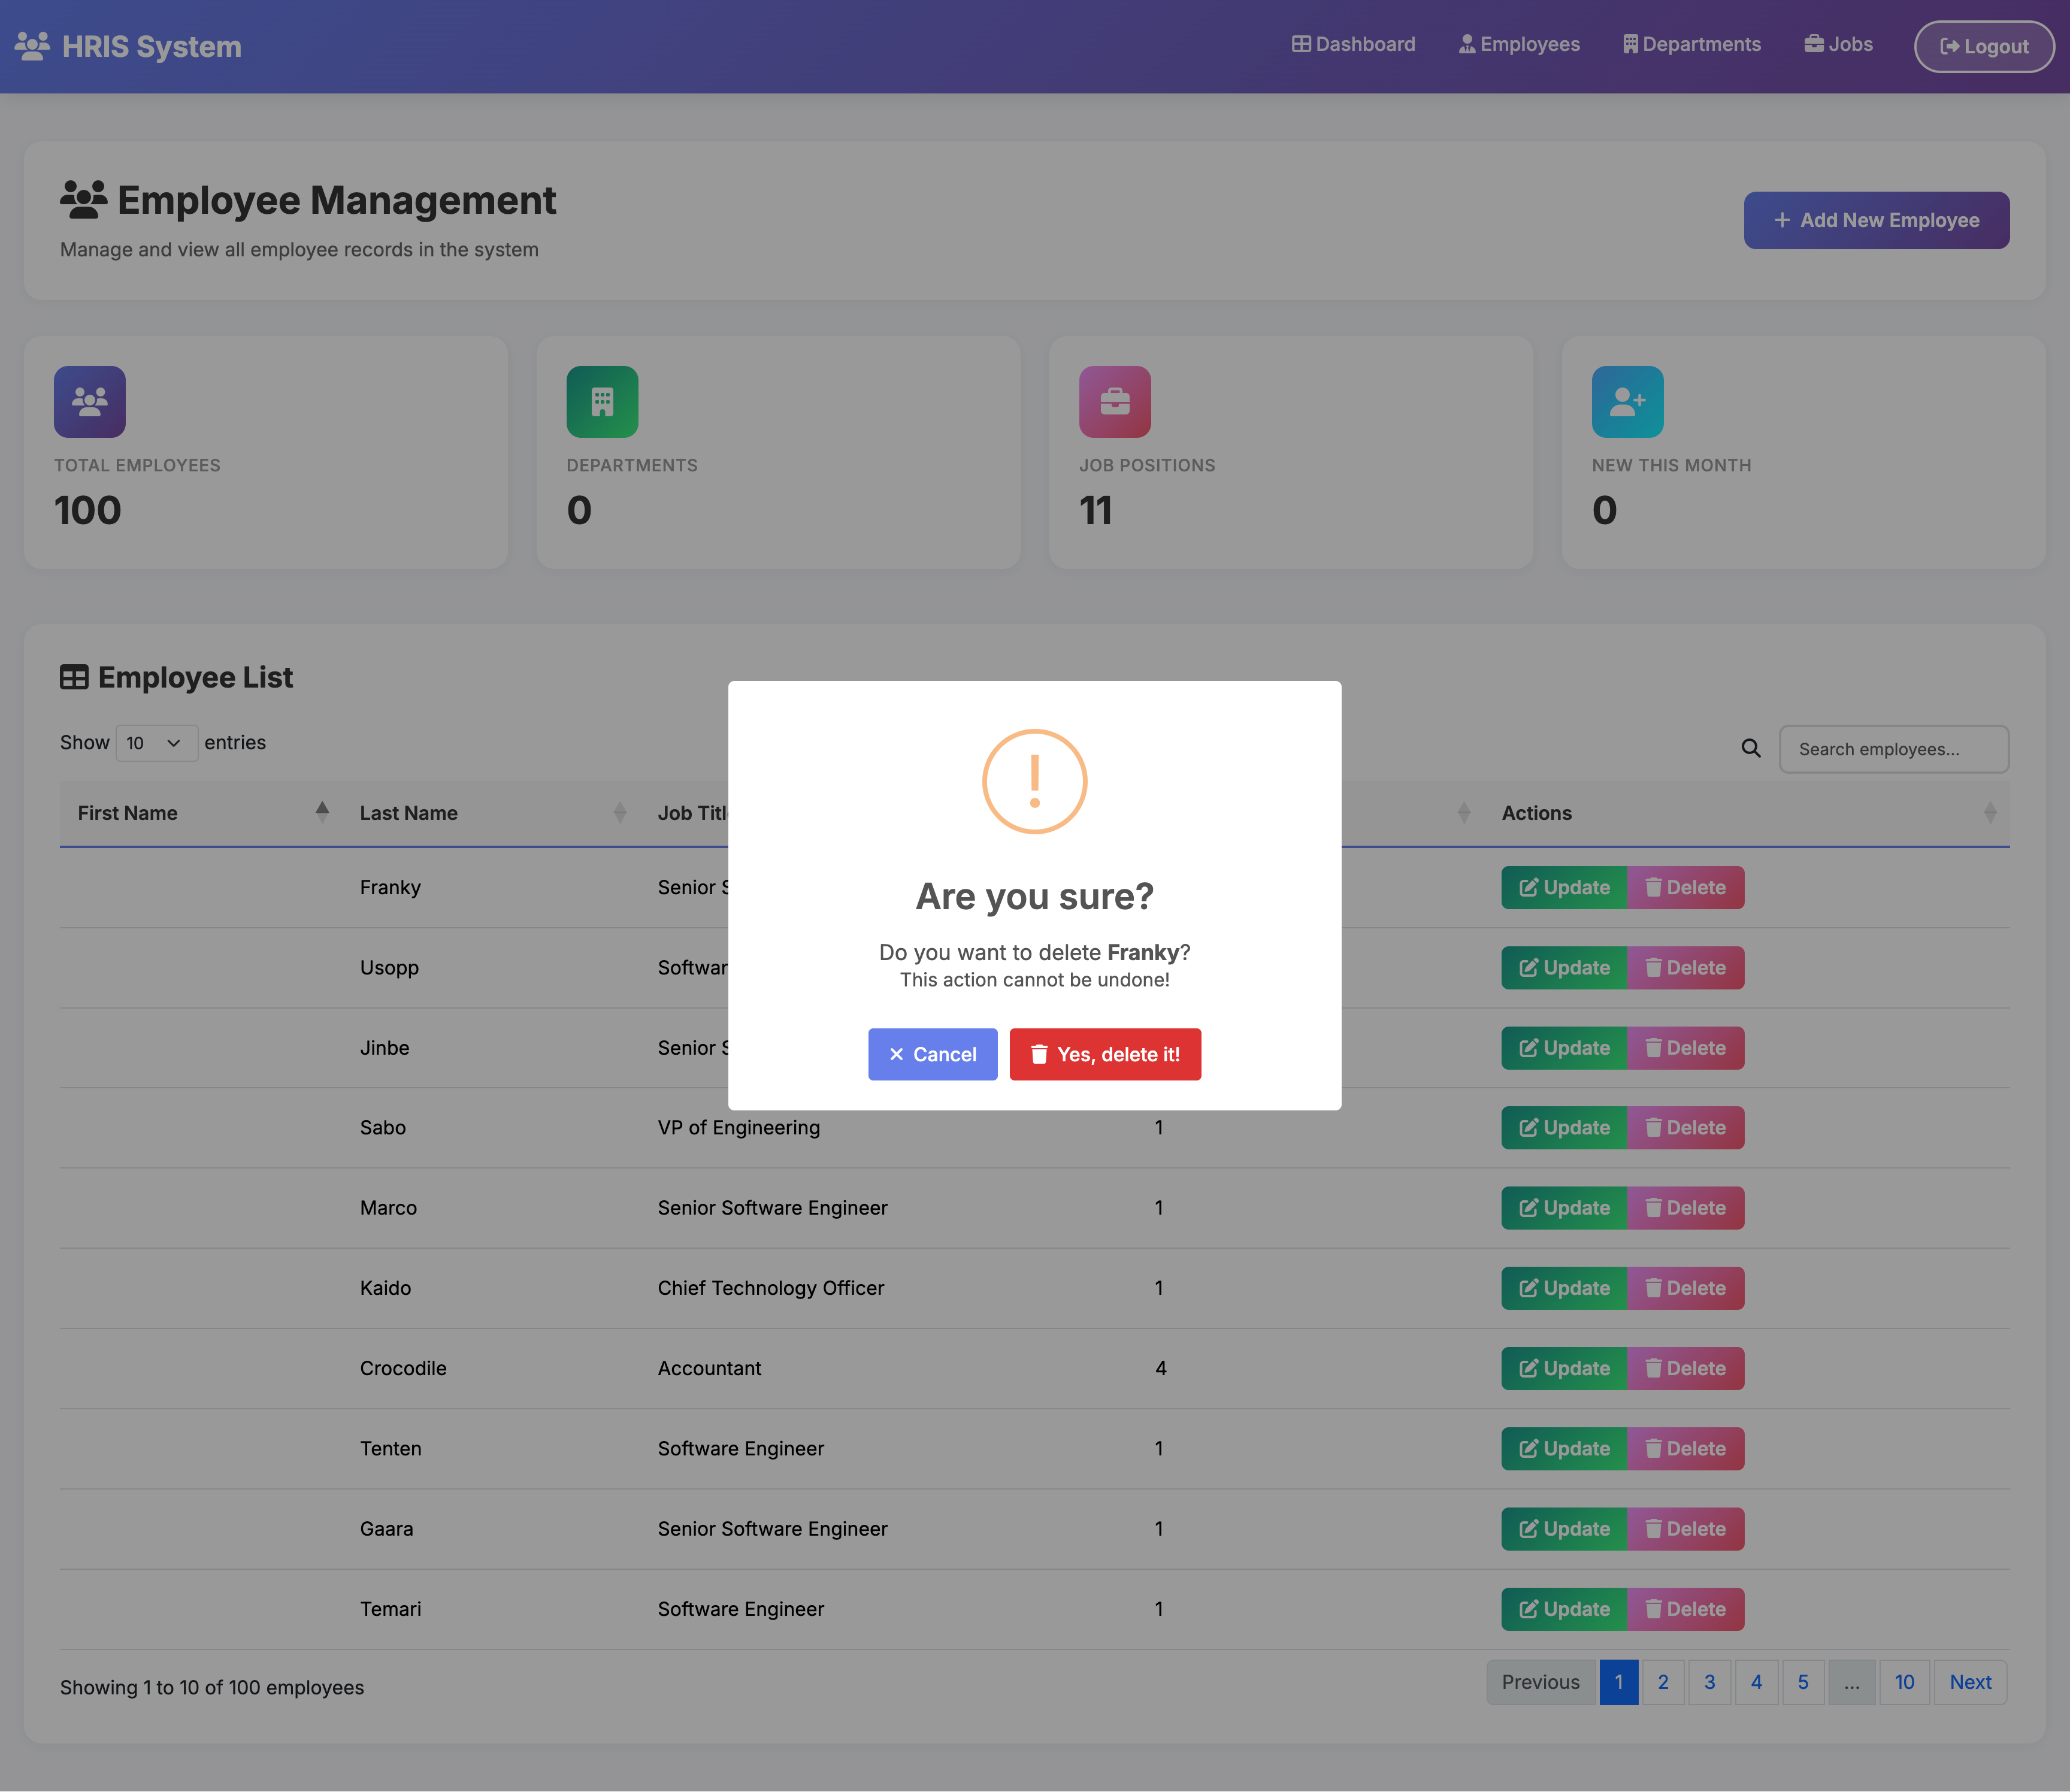 HRIS System
Dashboard
Employees
Departments
Jobs
Logout
Employee Management
Manage and view all employee records in the system
+ Add New Employee
TOTAL EMPLOYEES
100
DEPARTMENTS
0
JOB POSITIONS
11
NEW THIS MONTH
0
Employee List
Show 10 entries
Search employees...
First Name Last Name Actions
Franky Senior Update Delete
Usopp Update Delete
Jinbe Senior Update Delete
Sabo VP of Engineering 1 Update Delete
Marco Senior Software Engineer 1 Update Delete
Kaido Chief Technology Officer 1 Update Delete
Crocodile Accountant 4 Update Delete
Tenten Software Engineer 1 Update Delete
Gaara Senior Software Engineer 1 Update Delete
Temari Software Engineer 1 Update Delete
Showing 1 to 10 of 100 employees
Previous 1 2 3 4 5 ... 10 Next
!
Are you sure?
Do you want to delete Franky?
This action cannot be undone!
Cancel
Yes, delete it!